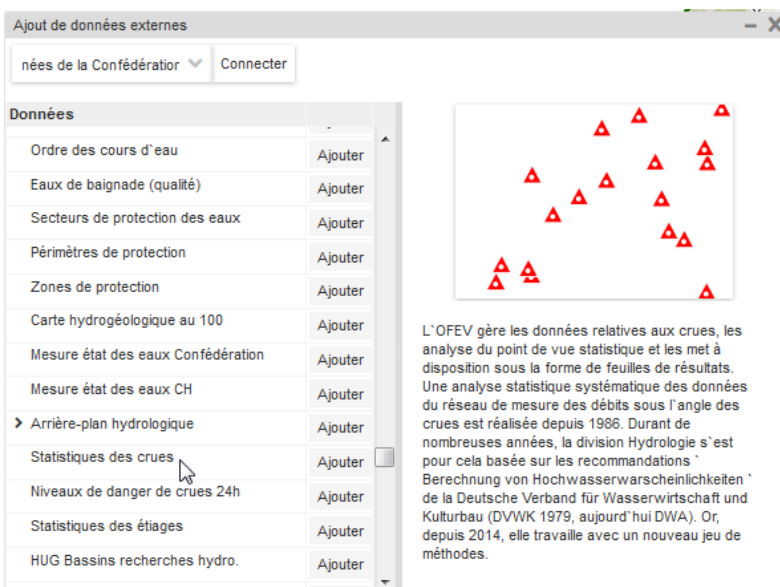 Ajout de données externes
nées de la Confédération
Connecter
Données
Ordre des cours d`eau Ajouter
Eaux de baignade (qualité) Ajouter
Secteurs de protection des eaux Ajouter
Périmètres de protection Ajouter
Zones de protection Ajouter
Carte hydrogéologique au 100 Ajouter
Mesure état des eaux Confédération Ajouter
Mesure état des eaux CH Ajouter
Arrière-plan hydrologique Ajouter
Statistiques des crues Ajouter
Niveaux de danger de crues 24h Ajouter
Statistiques des étiages Ajouter
HUG Bassins recherches hydro. Ajouter
L`OFEV gère les données relatives aux crues, les
analyse du point de vue statistique et les met à
disposition sous la forme de feuilles de résultats.
Une analyse statistique systématique des données
du réseau de mesure des débits sous l`angle des
crues est réalisée depuis 1986. Durant de
nombreuses années, la division Hydrologie s`est
pour cela basée sur les recommandations `
Berechnung von Hochwasserwarscheinlichkeiten `
de la Deutsche Verband für Wasserwirtschaft und
Kulturbau (DVWK 1979, aujourd`hui DWA). Or,
depuis 2014, elle travaille avec un nouveau jeu de
méthodes.